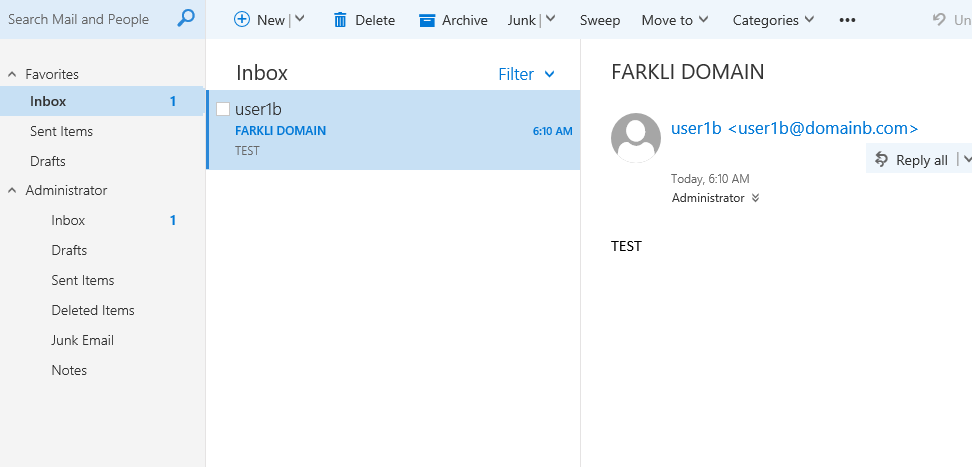 Search Mail and People
New
Delete
Archive
Junk
Sweep
Move to
Categories
Un
Favorites
Inbox 1
Sent Items
Drafts
Administrator
Inbox 1
Drafts
Sent Items
Deleted Items
Junk Email
Notes
Inbox
Filter
user1b
FARKLI DOMAIN 6:10 AM
TEST
FARKLI DOMAIN
user1b <user1b@domainb.com>
Reply all
Today, 6:10 AM
Administrator
TEST